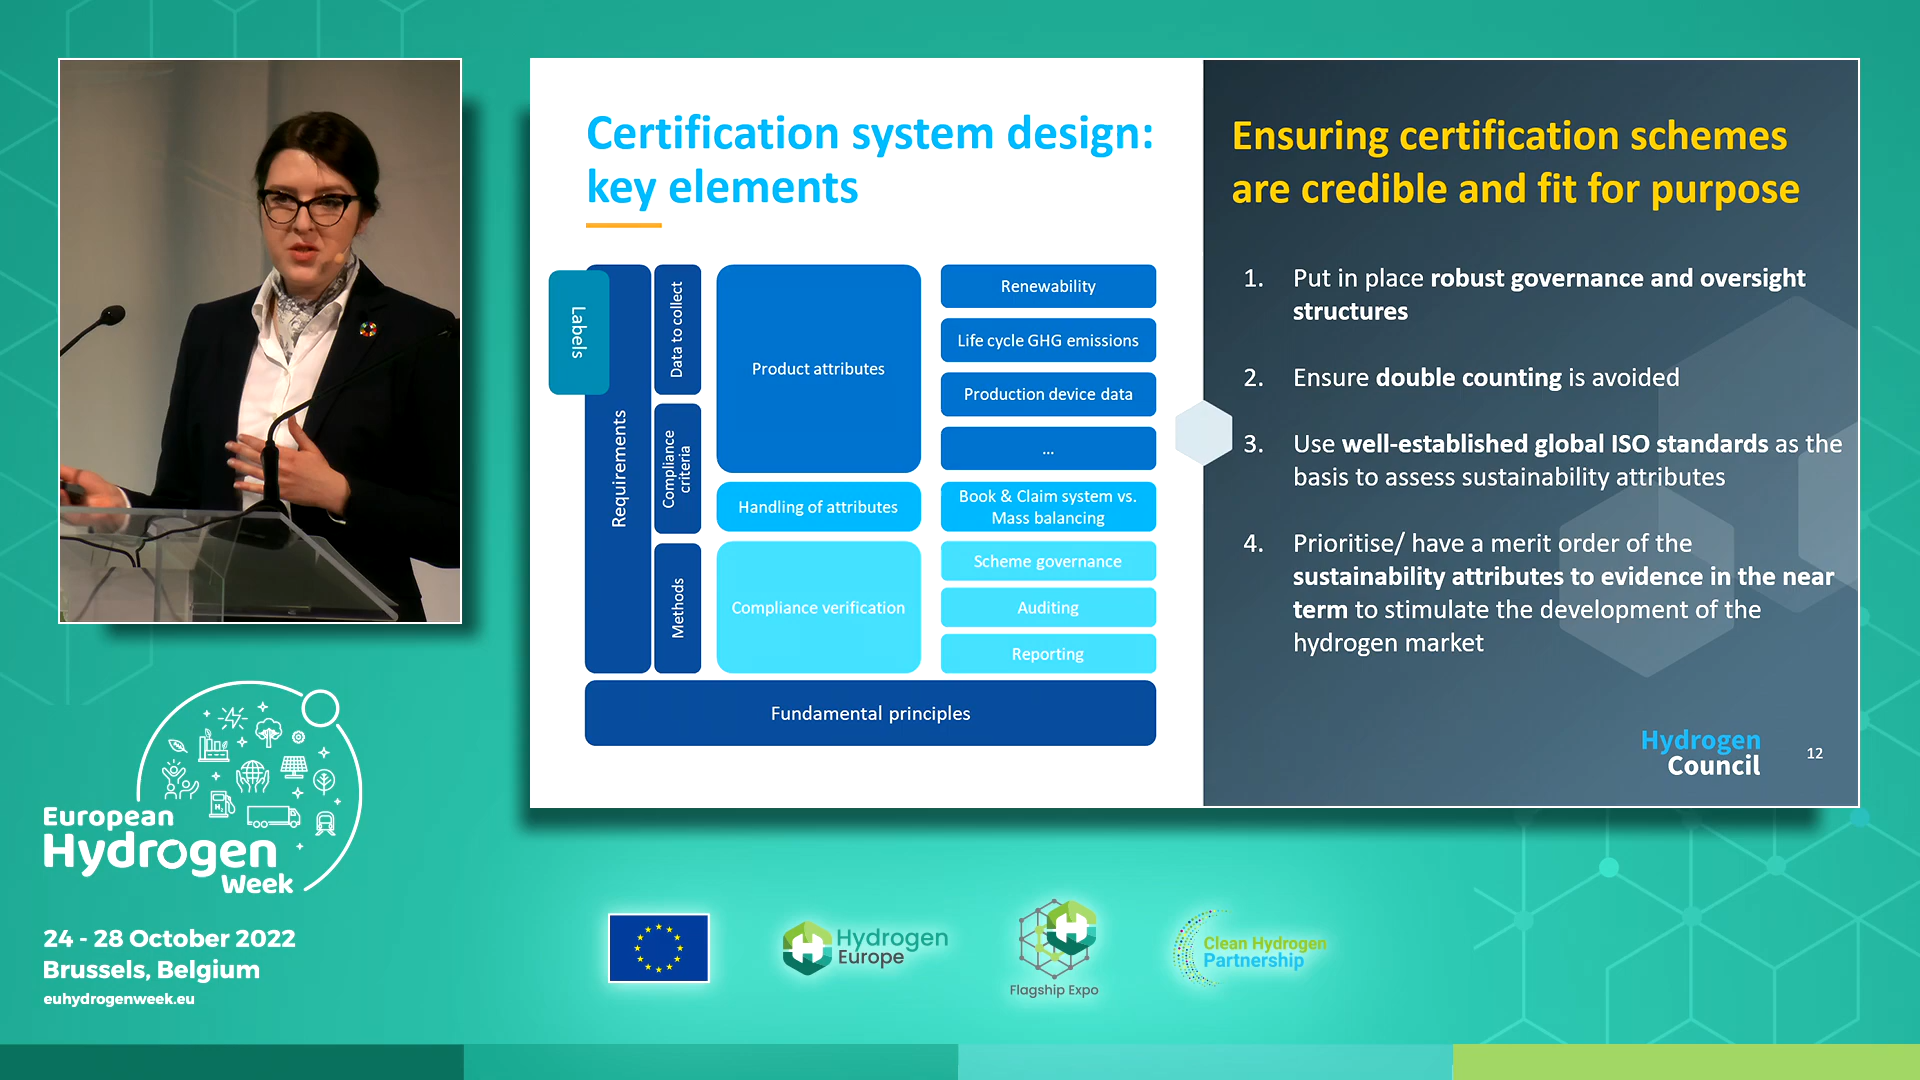 Certification system design:
key elements
Labels
Requirements
Data to collect
Compliance
criteria
Methods
Product attributes
Handling of attributes
Compliance verification
Renewability
Life cycle GHG emissions
Production device data
...
Book & Claim system vs.
Mass balancing
Scheme governance
Auditing
Reporting
Fundamental principles
Ensuring certification schemes
are credible and fit for purpose
1. Put in place robust governance and oversight
structures
2. Ensure double counting is avoided
3. Use well-established global ISO standards as the
basis to assess sustainability attributes
4. Prioritise/ have a merit order of the
sustainability attributes to evidence in the near
term to stimulate the development of the
hydrogen market
Hydrogen
Council
12
H2
European
Hydrogen
Week
24 - 28 October 2022
Brussels, Belgium
euhydrogenweek.eu
Hydrogen
Europe
Flagship Expo
Clean Hydrogen
Partnership